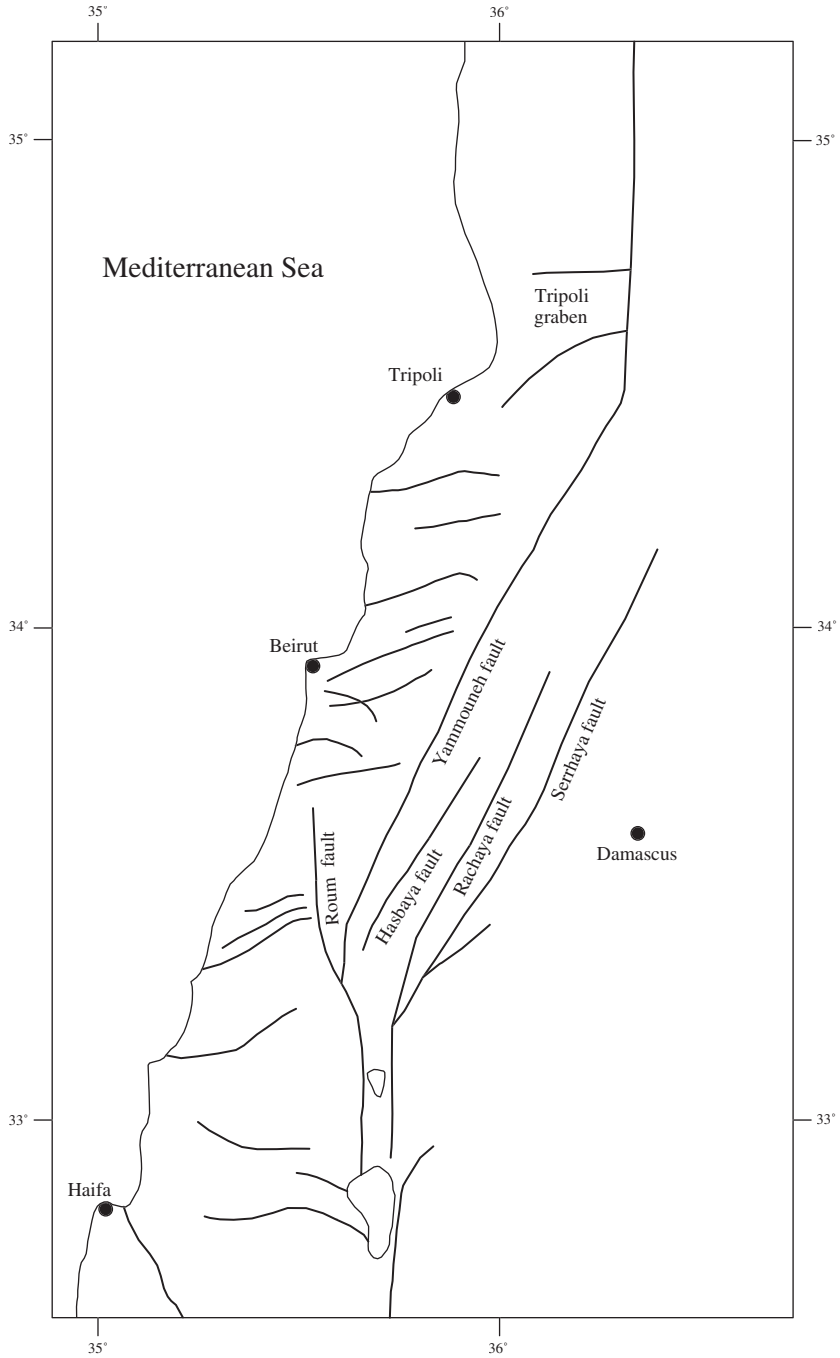 35°
36°
35°
35°
Mediterranean Sea
Tripoli
graben
Tripoli
34°
34°
Beirut
Yammouneh fault
Serrhaya fault
Rachaya fault
Hasbaya fault
Roum fault
Damascus
33°
33°
Haifa
35°
36°